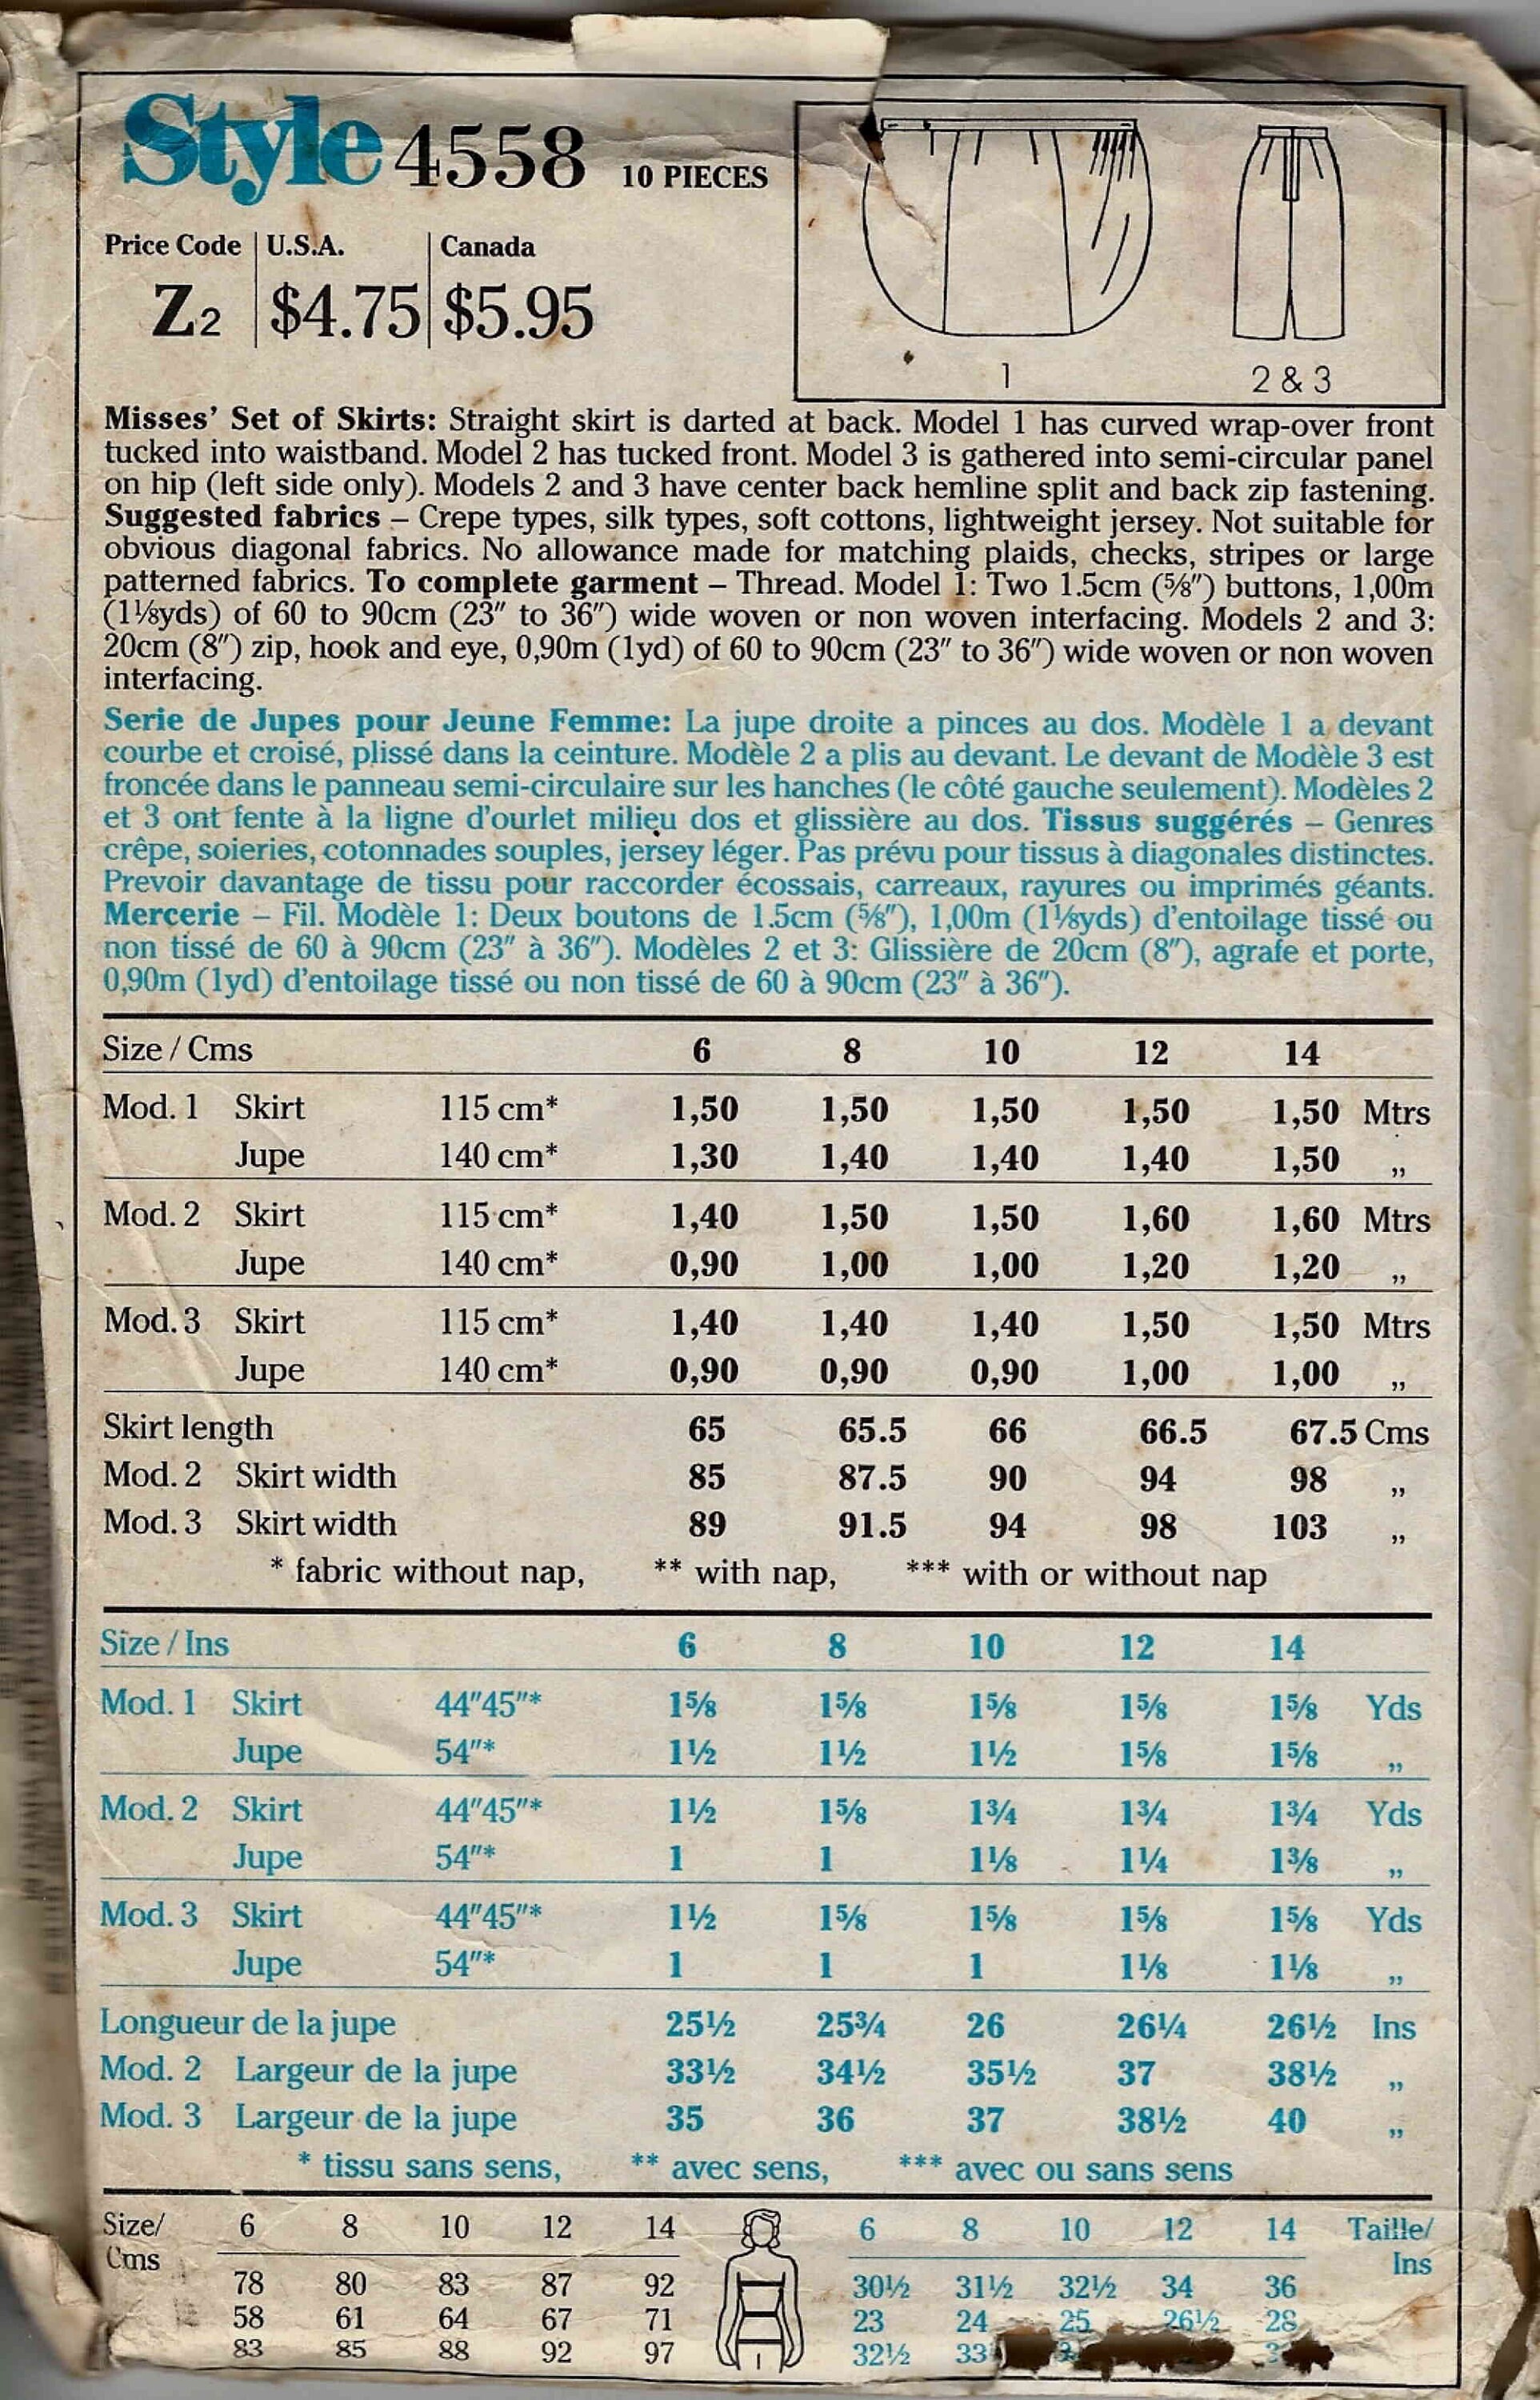 Style 4558 10 PIECES
Price Code U.S.A. Canada
Z2 $4.75 $5.95
1 2 & 3
Misses' Set of Skirts: Straight skirt is darted at back. Model 1 has curved wrap-over front
tucked into waistband. Model 2 has tucked front. Model 3 is gathered into semi-circular panel
on hip (left side only). Models 2 and 3 have center back hemline split and back zip fastening.
Suggested fabrics – Crepe types, silk types, soft cottons, lightweight jersey. Not suitable for
obvious diagonal fabrics. No allowance made for matching plaids, checks, stripes or large
patterned fabrics. To complete garment – Thread. Model 1: Two 1.5cm (⅝″) buttons, 1,00m
(1⅛yds) of 60 to 90cm (23″ to 36″) wide woven or non woven interfacing. Models 2 and 3:
20cm (8″) zip, hook and eye, 0,90m (1yd) of 60 to 90cm (23″ to 36″) wide woven or non woven
interfacing.
Serie de Jupes pour Jeune Femme: La jupe droite a pinces au dos. Modèle 1 a devant
courbe et croisé, plissé dans la ceinture. Modèle 2 a plis au devant. Le devant de Modèle 3 est
froncée dans le panneau semi-circulaire sur les hanches (le côté gauche seulement). Modèles 2
et 3 ont fente à la ligne d'ourlet milieu dos et glissière au dos. Tissus suggérés – Genres
crêpe, soieries, cotonnades souples, jersey léger. Pas prévu pour tissus à diagonales distinctes.
Prevoir davantage de tissu pour raccorder écossais, carreaux, rayures ou imprimés géants.
Mercerie – Fil. Modèle 1: Deux boutons de 1.5cm (⅝″), 1,00m (1⅛yds) d'entoilage tissé ou
non tissé de 60 à 90cm (23″ à 36″). Modèles 2 et 3: Glissière de 20cm (8″), agrafe et porte,
0,90m (1yd) d'entoilage tissé ou non tissé de 60 à 90cm (23″ à 36″).
Size / Cms 6 8 10 12 14
Mod. 1 Skirt 115 cm* 1,50 1,50 1,50 1,50 1,50 Mtrs
Jupe 140 cm* 1,30 1,40 1,40 1,40 1,50 ,,
Mod. 2 Skirt 115 cm* 1,40 1,50 1,50 1,60 1,60 Mtrs
Jupe 140 cm* 0,90 1,00 1,00 1,20 1,20 ,,
Mod. 3 Skirt 115 cm* 1,40 1,40 1,40 1,50 1,50 Mtrs
Jupe 140 cm* 0,90 0,90 0,90 1,00 1,00 ,,
Skirt length 65 65.5 66 66.5 67.5 Cms
Mod. 2 Skirt width 85 87.5 90 94 98 ,,
Mod. 3 Skirt width 89 91.5 94 98 103 ,,
* fabric without nap, ** with nap, *** with or without nap
Size / Ins 6 8 10 12 14
Mod. 1 Skirt 44″45″* 1⅝ 1⅝ 1⅝ 1⅝ 1⅝ Yds
Jupe 54″* 1½ 1½ 1½ 1⅝ 1⅝ ,,
Mod. 2 Skirt 44″45″* 1½ 1⅝ 1¾ 1¾ 1¾ Yds
Jupe 54″* 1 1 1⅛ 1¼ 1⅜ ,,
Mod. 3 Skirt 44″45″* 1½ 1⅝ 1⅝ 1⅝ 1⅝ Yds
Jupe 54″* 1 1 1 1⅛ 1⅛ ,,
Longueur de la jupe 25½ 25¾ 26 26¼ 26½ Ins
Mod. 2 Largeur de la jupe 33½ 34½ 35½ 37 38½ ,,
Mod. 3 Largeur de la jupe 35 36 37 38½ 40 ,,
* tissu sans sens, ** avec sens, *** avec ou sans sens
Size/ 6 8 10 12 14 6 8 10 12 14 Taille/
Cms Ins
78 80 83 87 92 30½ 31½ 32½ 34 36
58 61 64 67 71 23 24 25 26½ 28
83 85 88 92 97 32½